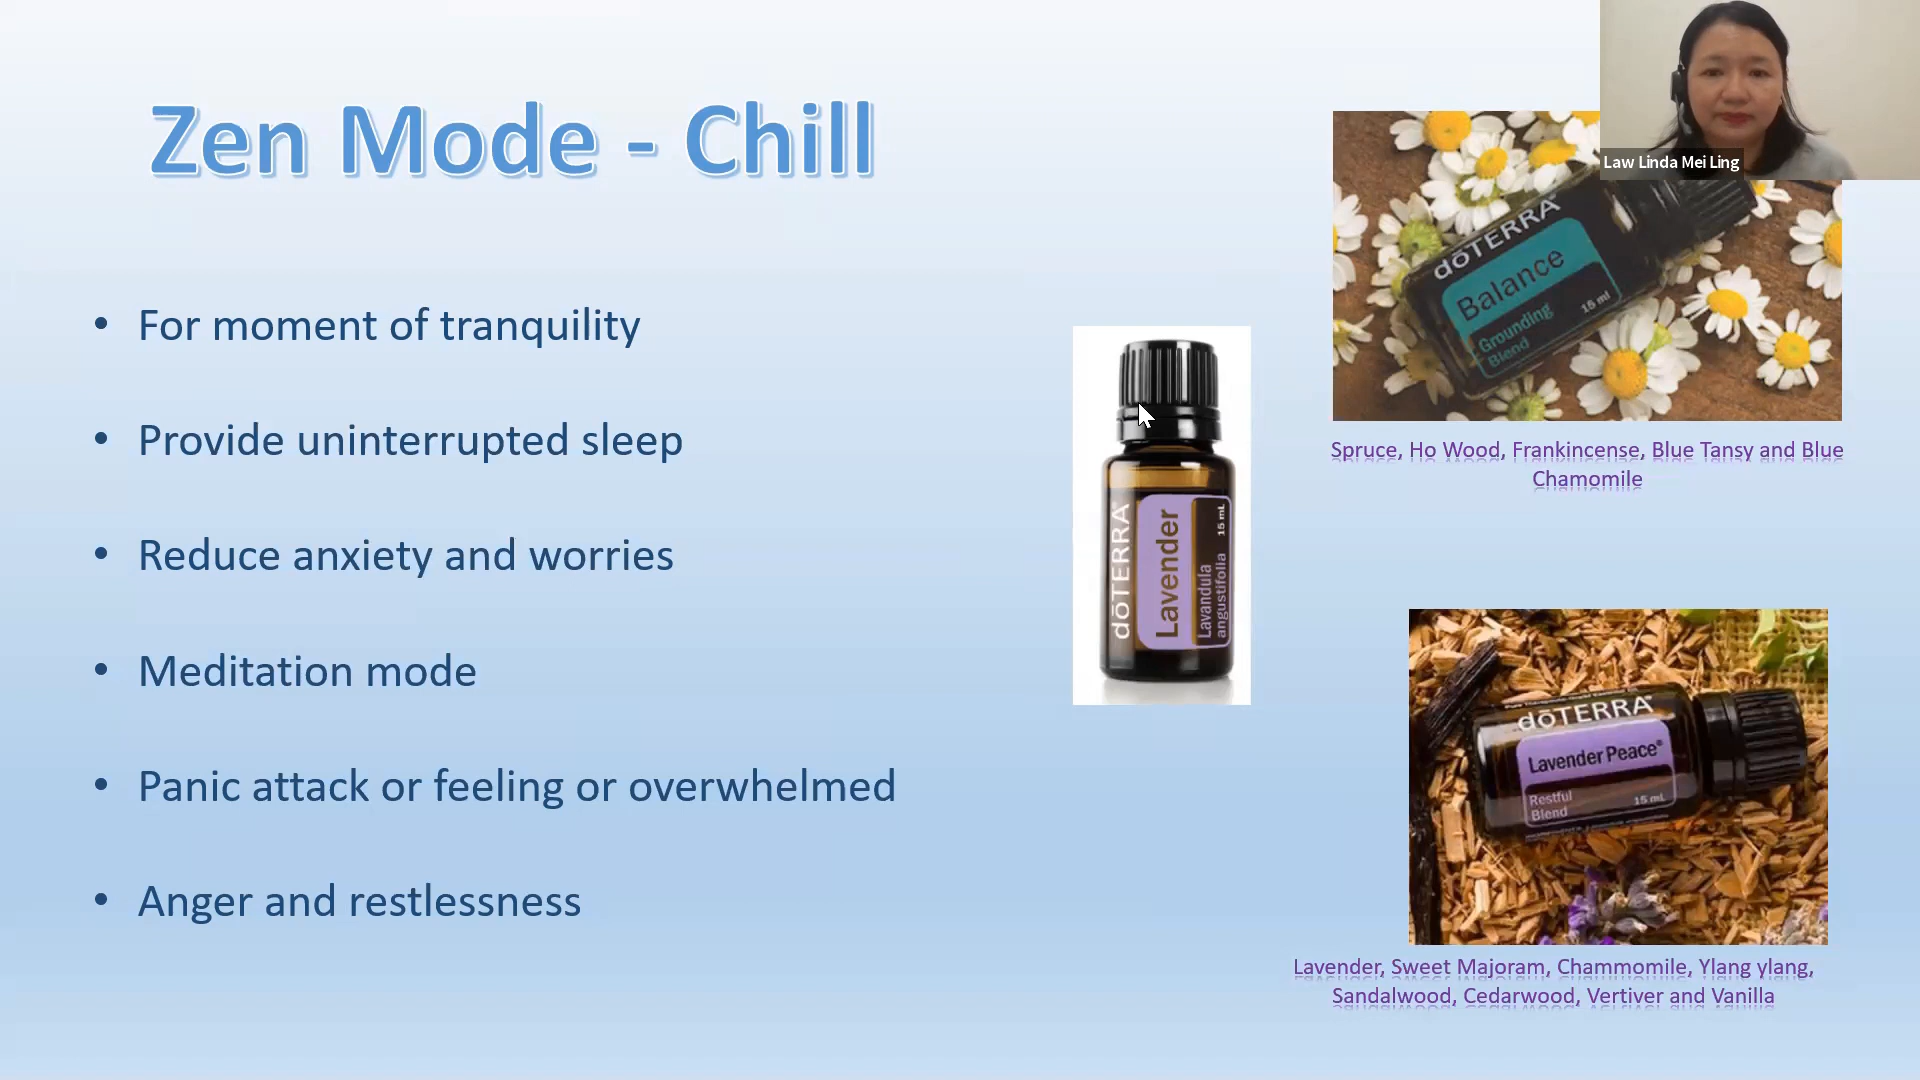 Zen Mode - Chill
• For moment of tranquility
• Provide uninterrupted sleep
• Reduce anxiety and worries
• Meditation mode
• Panic attack or feeling or overwhelmed
• Anger and restlessness
dōTERRA
Lavender
Lavandula
angustifolia
15 mL
Law Linda Mei Ling
dōTERRA
Balance
Grounding
Blend
15 ml
Spruce, Ho Wood, Frankincense, Blue Tansy and Blue
Chamomile
dōTERRA
Lavender Peace®
Restful
Blend
15 mL
Lavender, Sweet Majoram, Chammomile, Ylang ylang,
Sandalwood, Cedarwood, Vertiver and Vanilla